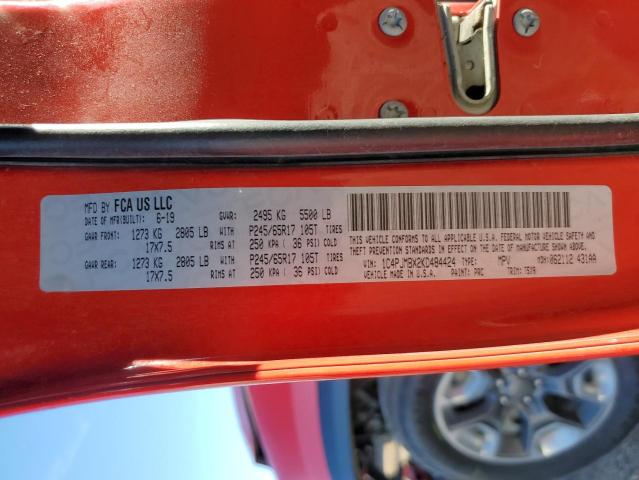 MFD BY FCA US LLC
DATE OF MFR(BUILT): 6-19 GVWR: 2495 KG 5500 LB
GAWR FRONT: 1273 KG 2805 LB WITH P245/65R17 105T TIRES
17X7.5 RIMS AT 250 KPA ( 36 PSI) COLD
GAWR REAR: 1273 KG 2805 LB WITH P245/65R17 105T TIRES
17X7.5 RIMS AT 250 KPA ( 36 PSI) COLD
THIS VEHICLE CONFORMS TO ALL APPLICABLE U.S.A. FEDERAL MOTOR VEHICLE SAFETY AND
THEFT PREVENTION STANDARDS IN EFFECT ON THE DATE OF MANUFACTURE SHOWN ABOVE.
VIN: 1C4PJMBX2KD484424 TYPE: MPV MDH: 062112 431AA
MADE IN U.S.A. PAINT: PRC TRIM: T5X9